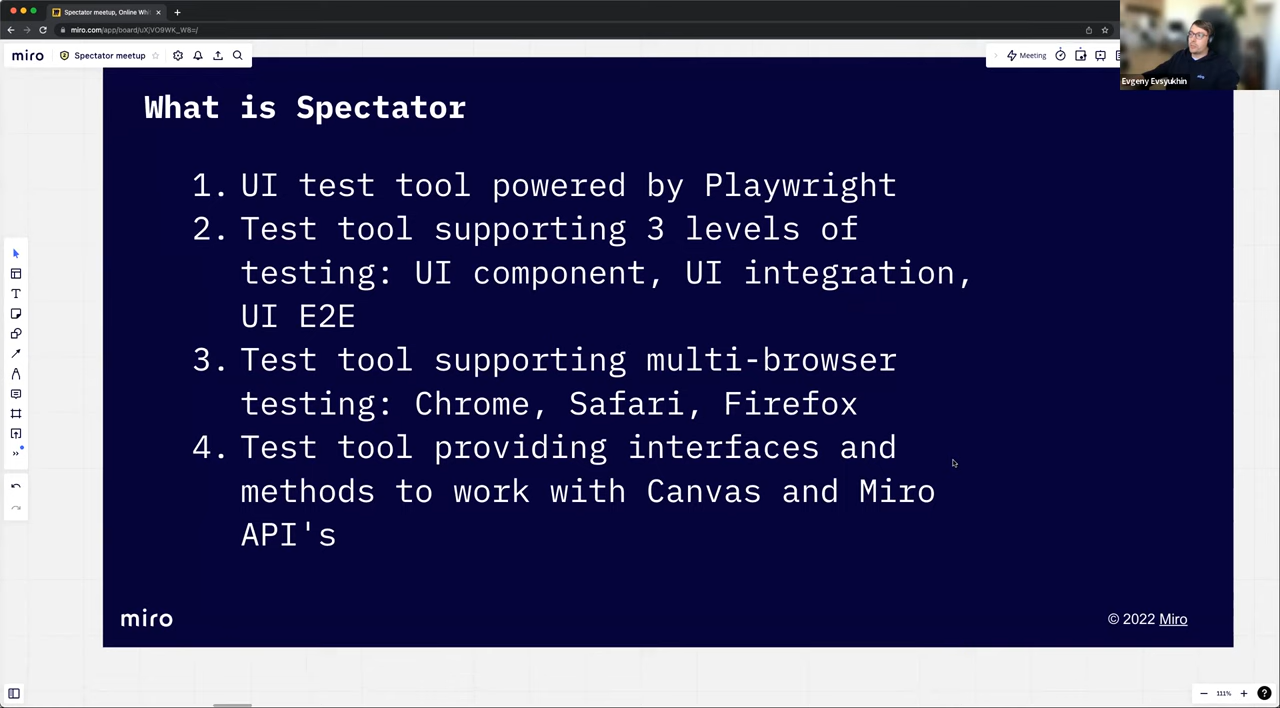 Spectator meetup, Online Whi
miro.com/app/board/uXjVO9WK_W8=/
miro
Spectator meetup
Meeting
Evgeny Evsyukhin
What is Spectator
1. UI test tool powered by Playwright
2. Test tool supporting 3 levels of
testing: UI component, UI integration,
UI E2E
3. Test tool supporting multi-browser
testing: Chrome, Safari, Firefox
4. Test tool providing interfaces and
methods to work with Canvas and Miro
API's
miro
© 2022 Miro
111%